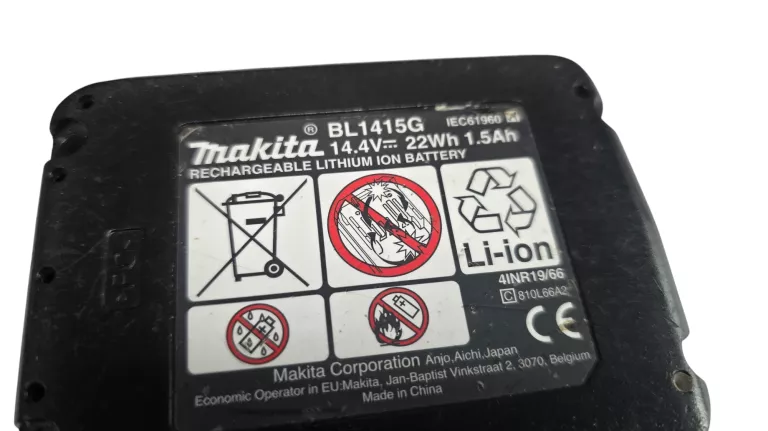 makita® BL1415G IEC61960
14.4V⎓ 22Wh 1.5Ah
RECHARGEABLE LITHIUM ION BATTERY
Li-ion
4INR19/66
C 810L66A2
CE
Makita Corporation Anjo, Aichi, Japan
Economic Operator in EU:Makita, Jan-Baptist Vinkstraat 2, 3070, Belgium
Made in China